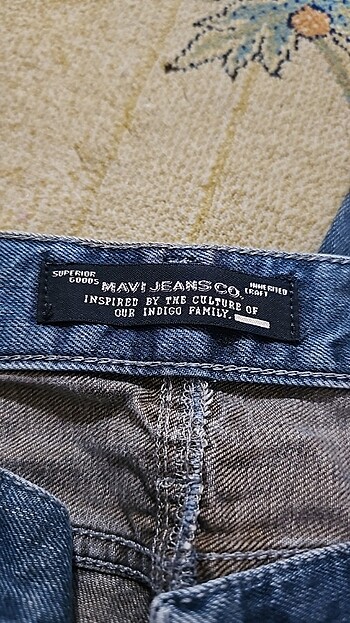 SUPERIOR GOODS MAVI JEANS CO. INHERITED CRAFT
INSPIRED BY THE CULTURE OF
OUR INDIGO FAMILY.